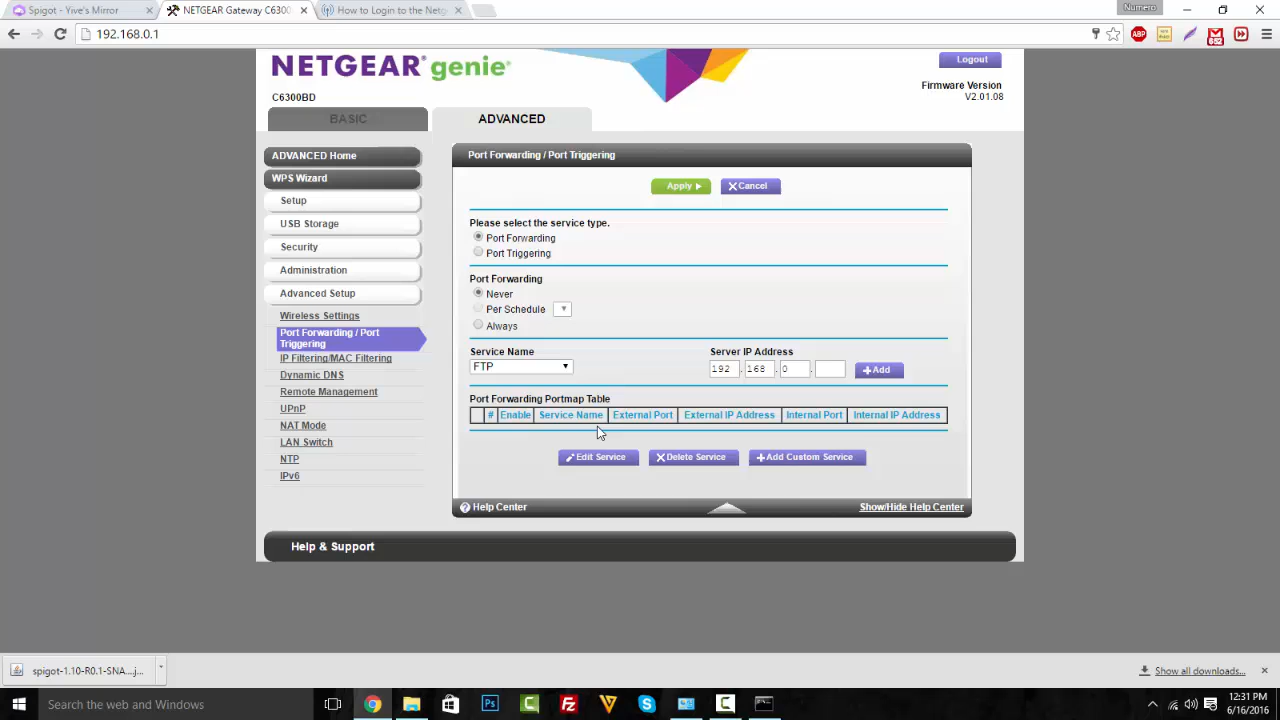 Spigot - Yive's Mirror
NETGEAR Gateway C6300
How to Login to the Netg
Numero
192.168.0.1
ABP
652
NETGEAR genie®
Logout
Firmware Version
V2.01.08
C6300BD
BASIC
ADVANCED
ADVANCED Home
WPS Wizard
Setup
USB Storage
Security
Administration
Advanced Setup
Wireless Settings
Port Forwarding / Port
Triggering
IP Filtering/MAC Filtering
Dynamic DNS
Remote Management
UPnP
NAT Mode
LAN Switch
NTP
IPv6
Port Forwarding / Port Triggering
Apply
Cancel
Please select the service type.
Port Forwarding
Port Triggering
Port Forwarding
Never
Per Schedule
Always
Service Name
Server IP Address
FTP
192 . 168 . 0 .
Add
Port Forwarding Portmap Table
# Enable Service Name External Port External IP Address Internal Port Internal IP Address
Edit Service
Delete Service
Add Custom Service
Help Center
Show/Hide Help Center
Help & Support
spigot-1.10-R0.1-SNA....j...
Show all downloads...
Search the web and Windows
Ps
12:31 PM
6/16/2016